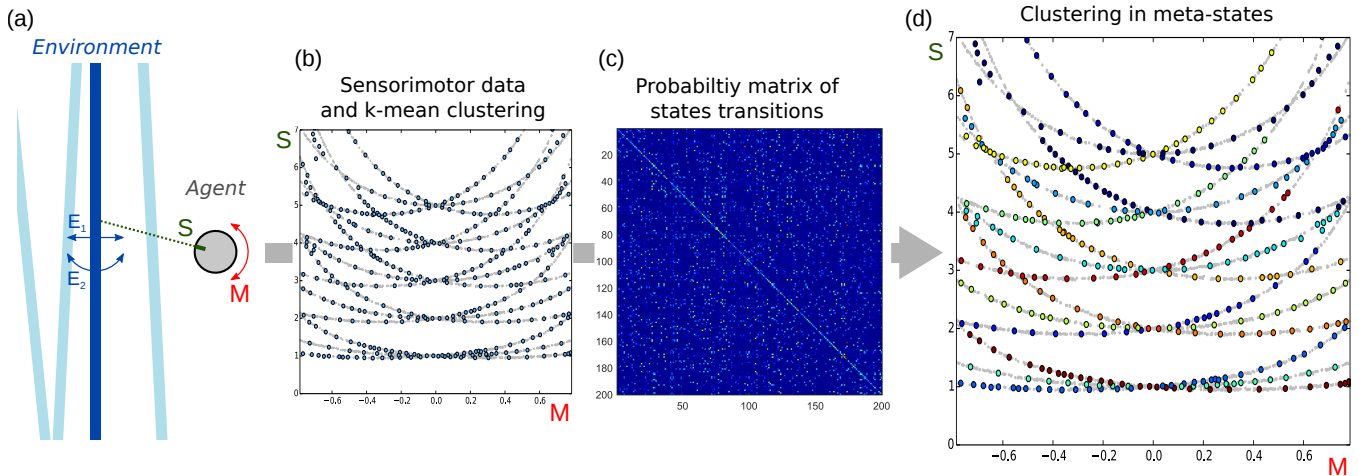 (a)
Environment
E1
E2
S
Agent
M
(b)
Sensorimotor data
and k-mean clustering
S
7
6
5
4
3
2
1
0
−0.6 −0.4 −0.2 0.0 0.2 0.4 0.6
M
(c)
Probabiltiy matrix of
states transitions
20
40
60
80
100
120
140
160
180
200
50 100 150 200
(d)
Clustering in meta-states
S
7
6
5
4
3
2
1
0
−0.6 −0.4 −0.2 0.0 0.2 0.4 0.6
M